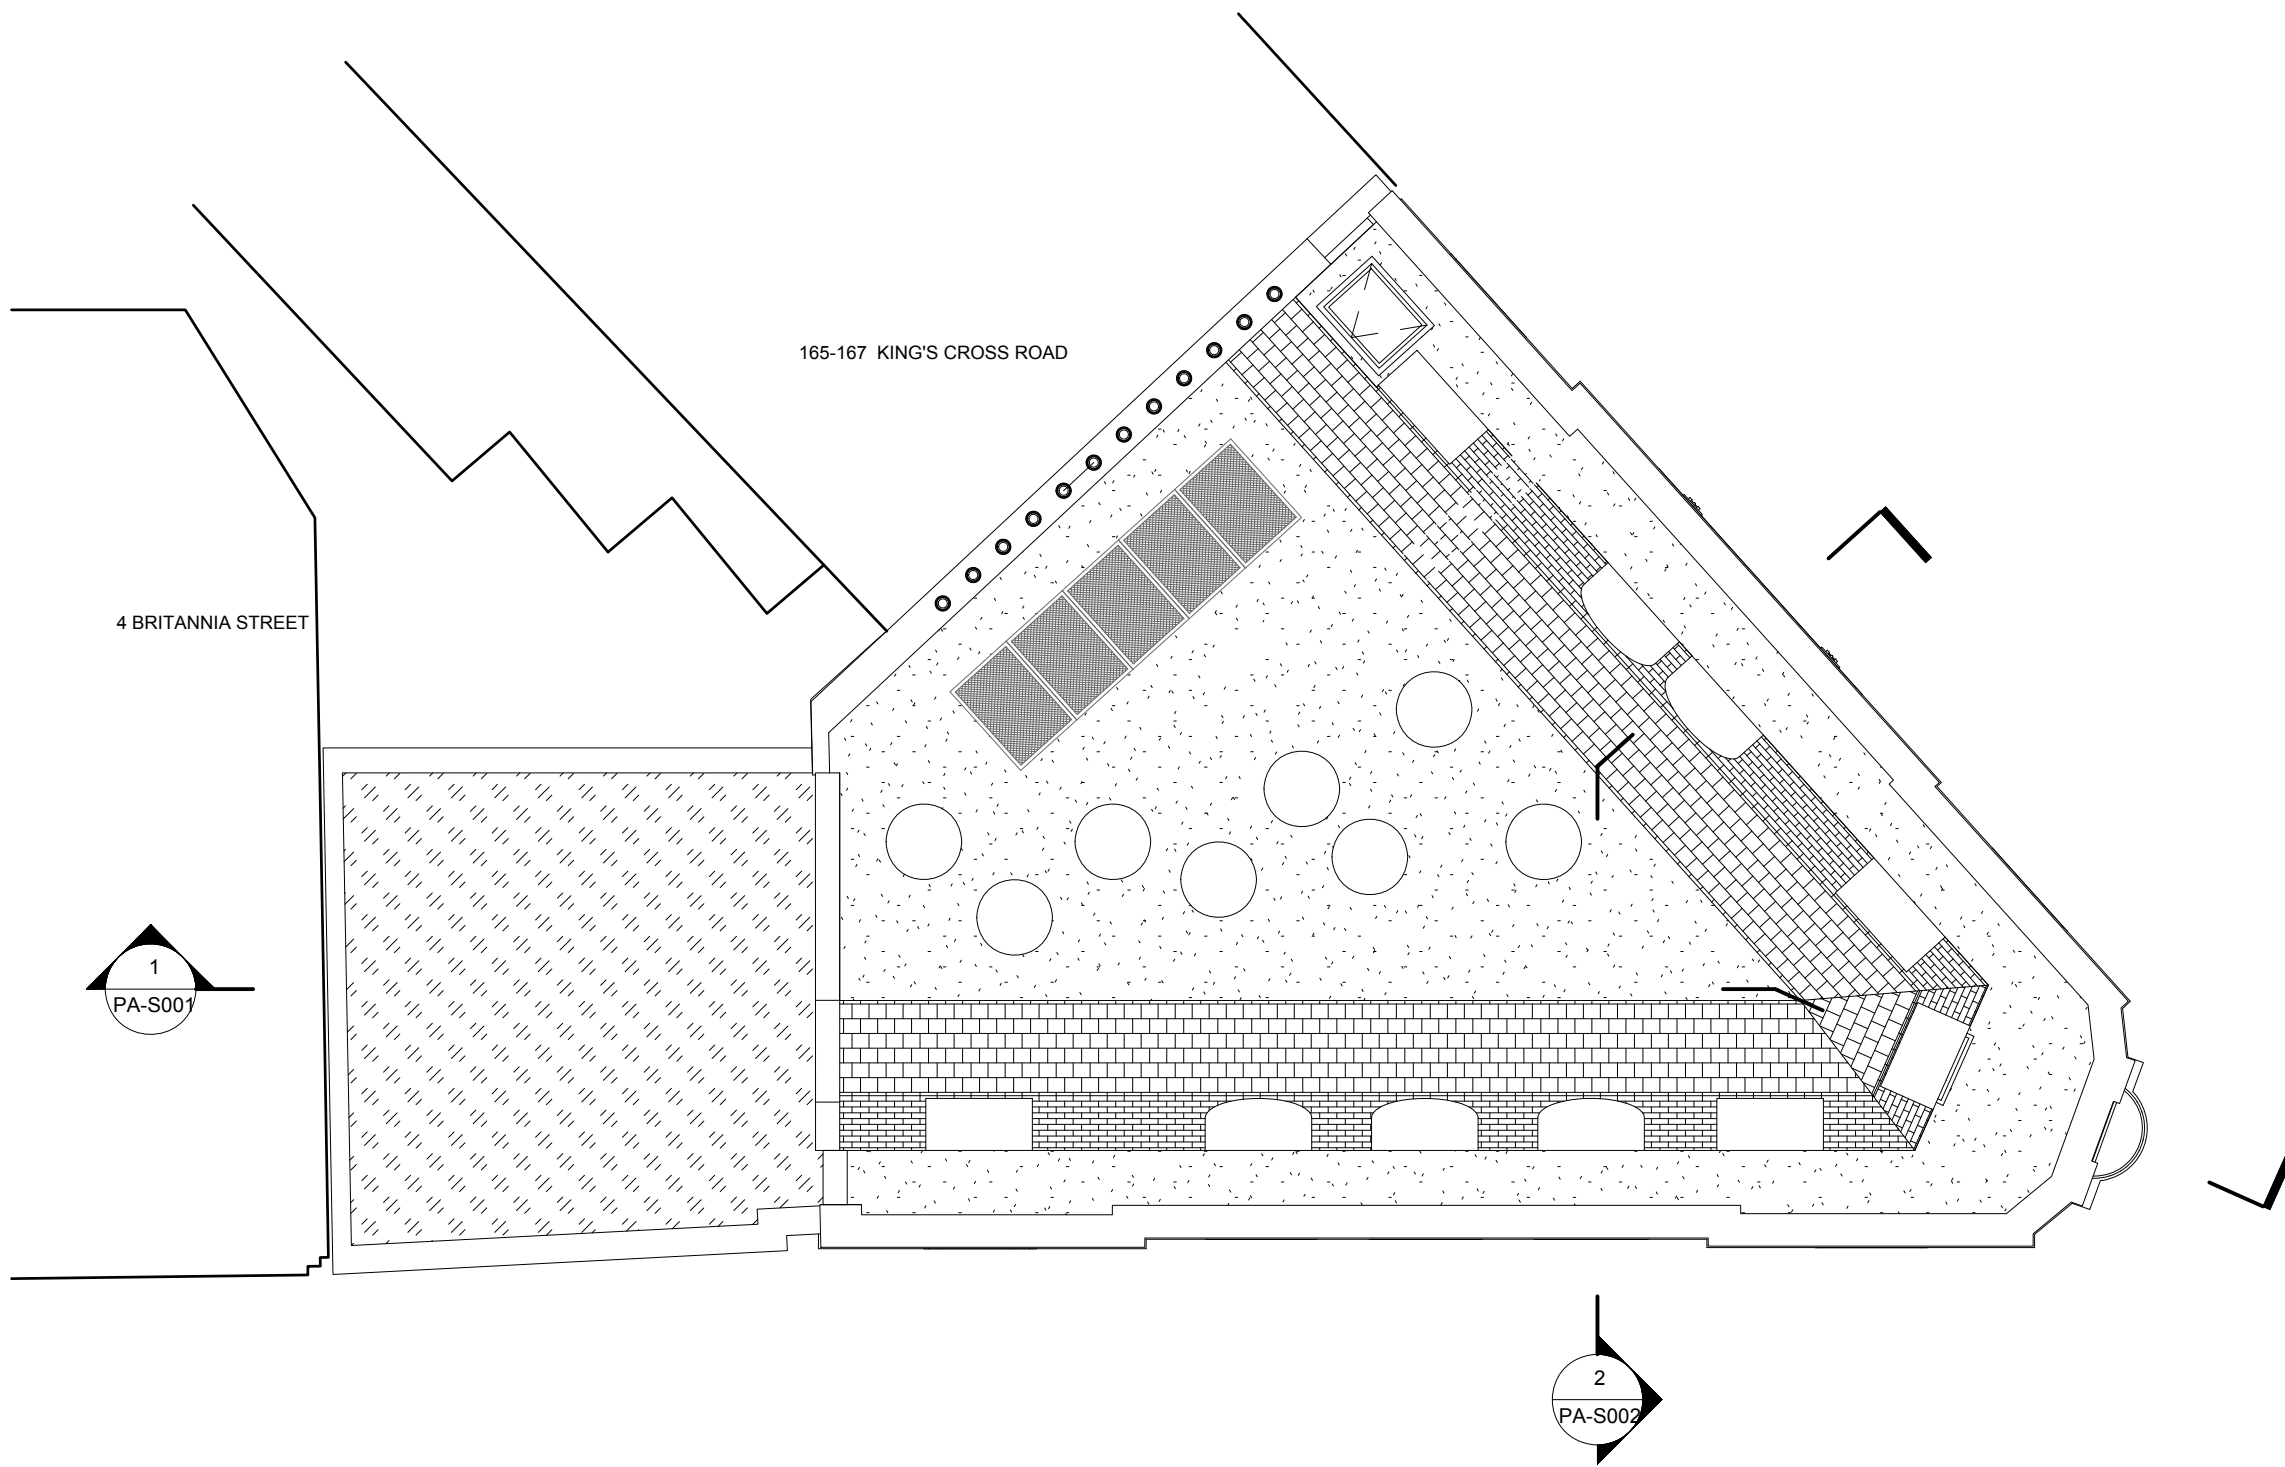 165-167 KING'S CROSS ROAD
4 BRITANNIA STREET
1
PA-S001
2
PA-S002